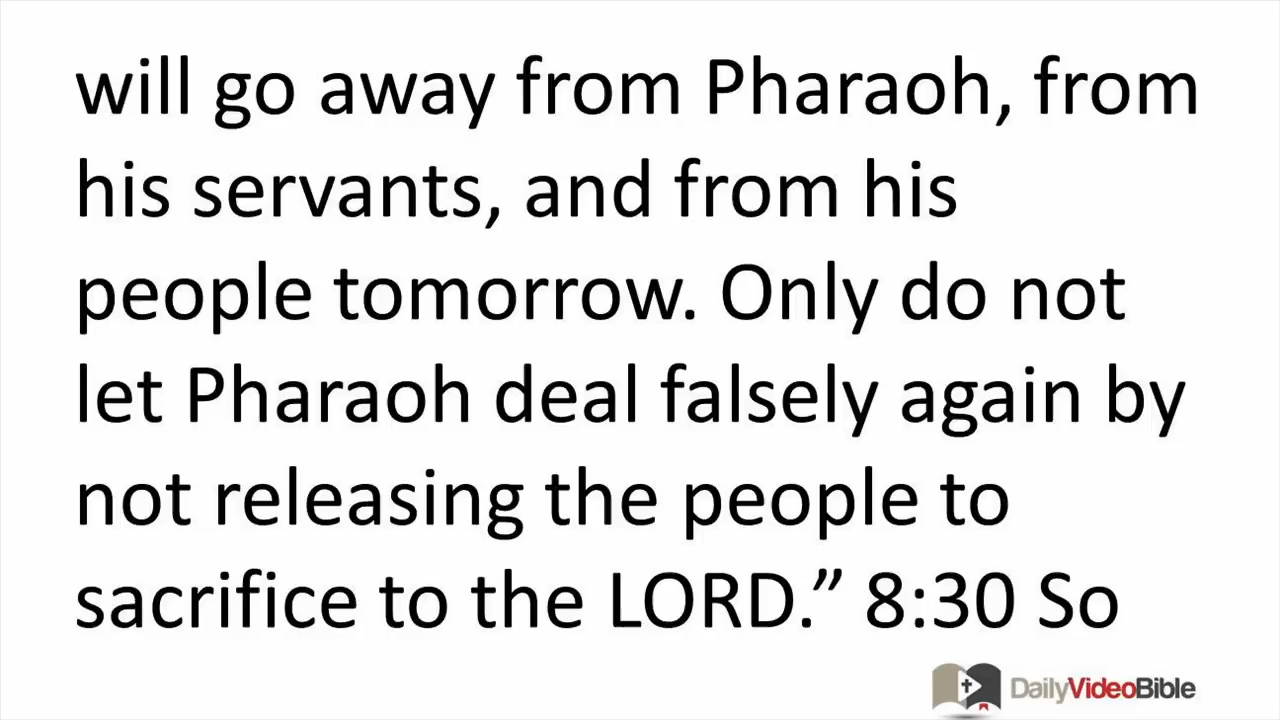 will go away from Pharaoh, from
his servants, and from his
people tomorrow. Only do not
let Pharaoh deal falsely again by
not releasing the people to
sacrifice to the LORD.” 8:30 So
DailyVideoBible